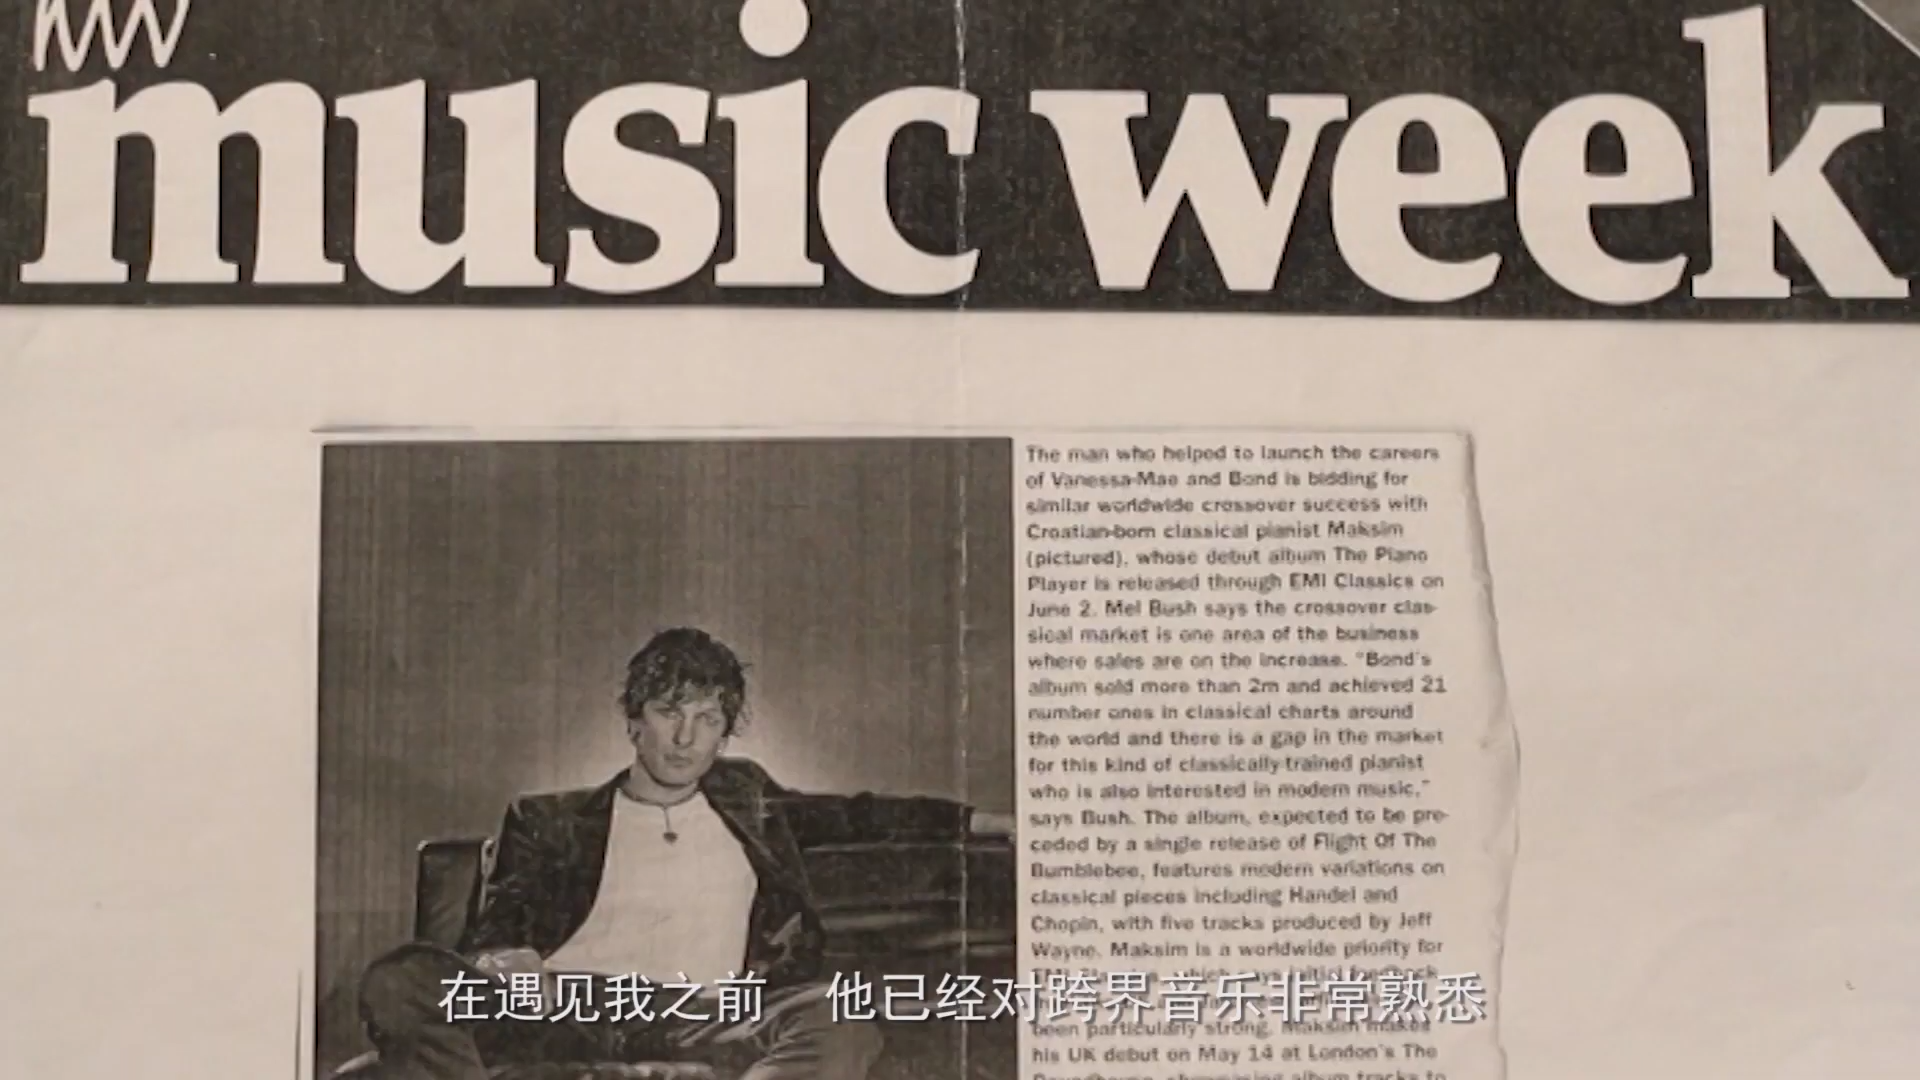 music week
The man who helped to launch the careers
of Vanessa-Mae and Bond is bidding for
similar worldwide crossover success with
Croatian-born classical pianist Maksim
(pictured), whose debut album The Piano
Player is released through EMI Classics on
June 2. Mel Bush says the crossover clas-
sical market is one area of the business
where sales are on the increase. "Bond's
album sold more than 2m and achieved 21
number ones in classical charts around
the world and there is a gap in the market
for this kind of classically-trained pianist
who is also interested in modern music,"
says Bush. The album, expected to be pre-
ceded by a single release of Flight Of The
Bumblebee, features modern variations on
classical pieces including Handel and
Chopin, with five tracks produced by Jeff
Wayne. Maksim is a worldwide priority for
been particularly strong. Maksim makes
his UK debut on May 14 at London's The
album tracks to
在遇见我之前 他已经对跨界音乐非常熟悉